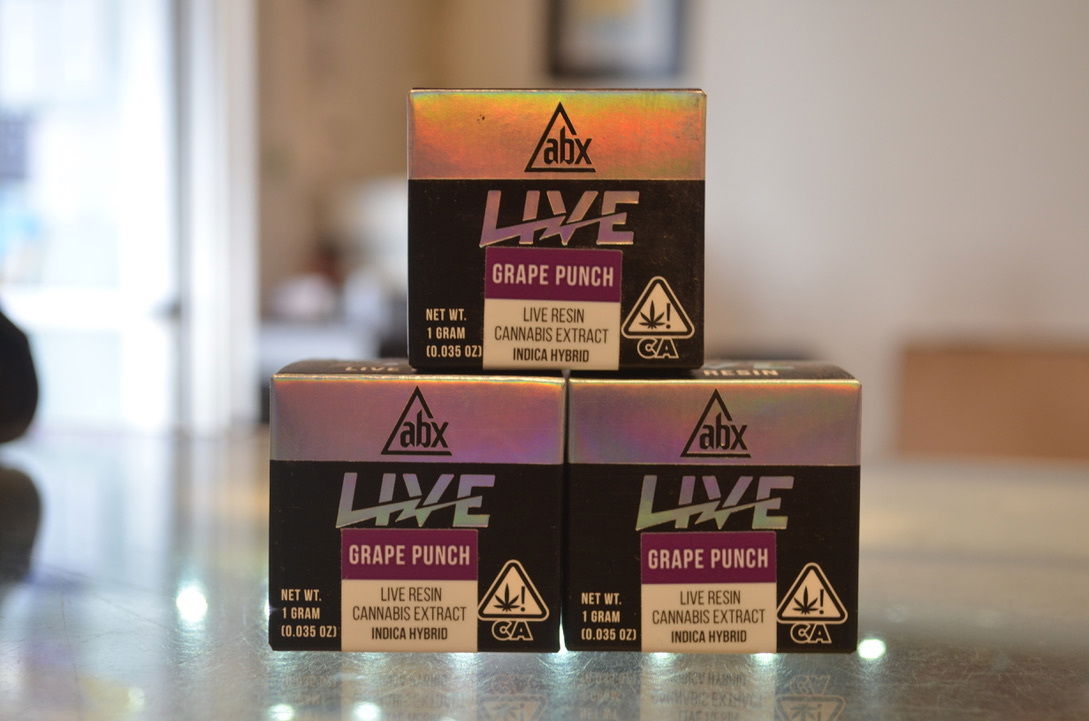 abx
LIVE
GRAPE PUNCH
LIVE RESIN
CANNABIS EXTRACT
INDICA HYBRID
NET WT.
1 GRAM
(0.035 OZ)
!
CA
LIVE
abx
LIVE
GRAPE PUNCH
LIVE RESIN
CANNABIS EXTRACT
INDICA HYBRID
NET WT.
1 GRAM
(0.035 OZ)
!
CA
RESIN
abx
LIVE
GRAPE PUNCH
LIVE RESIN
CANNABIS EXTRACT
INDICA HYBRID
NET WT.
1 GRAM
(0.035 OZ)
!
CA